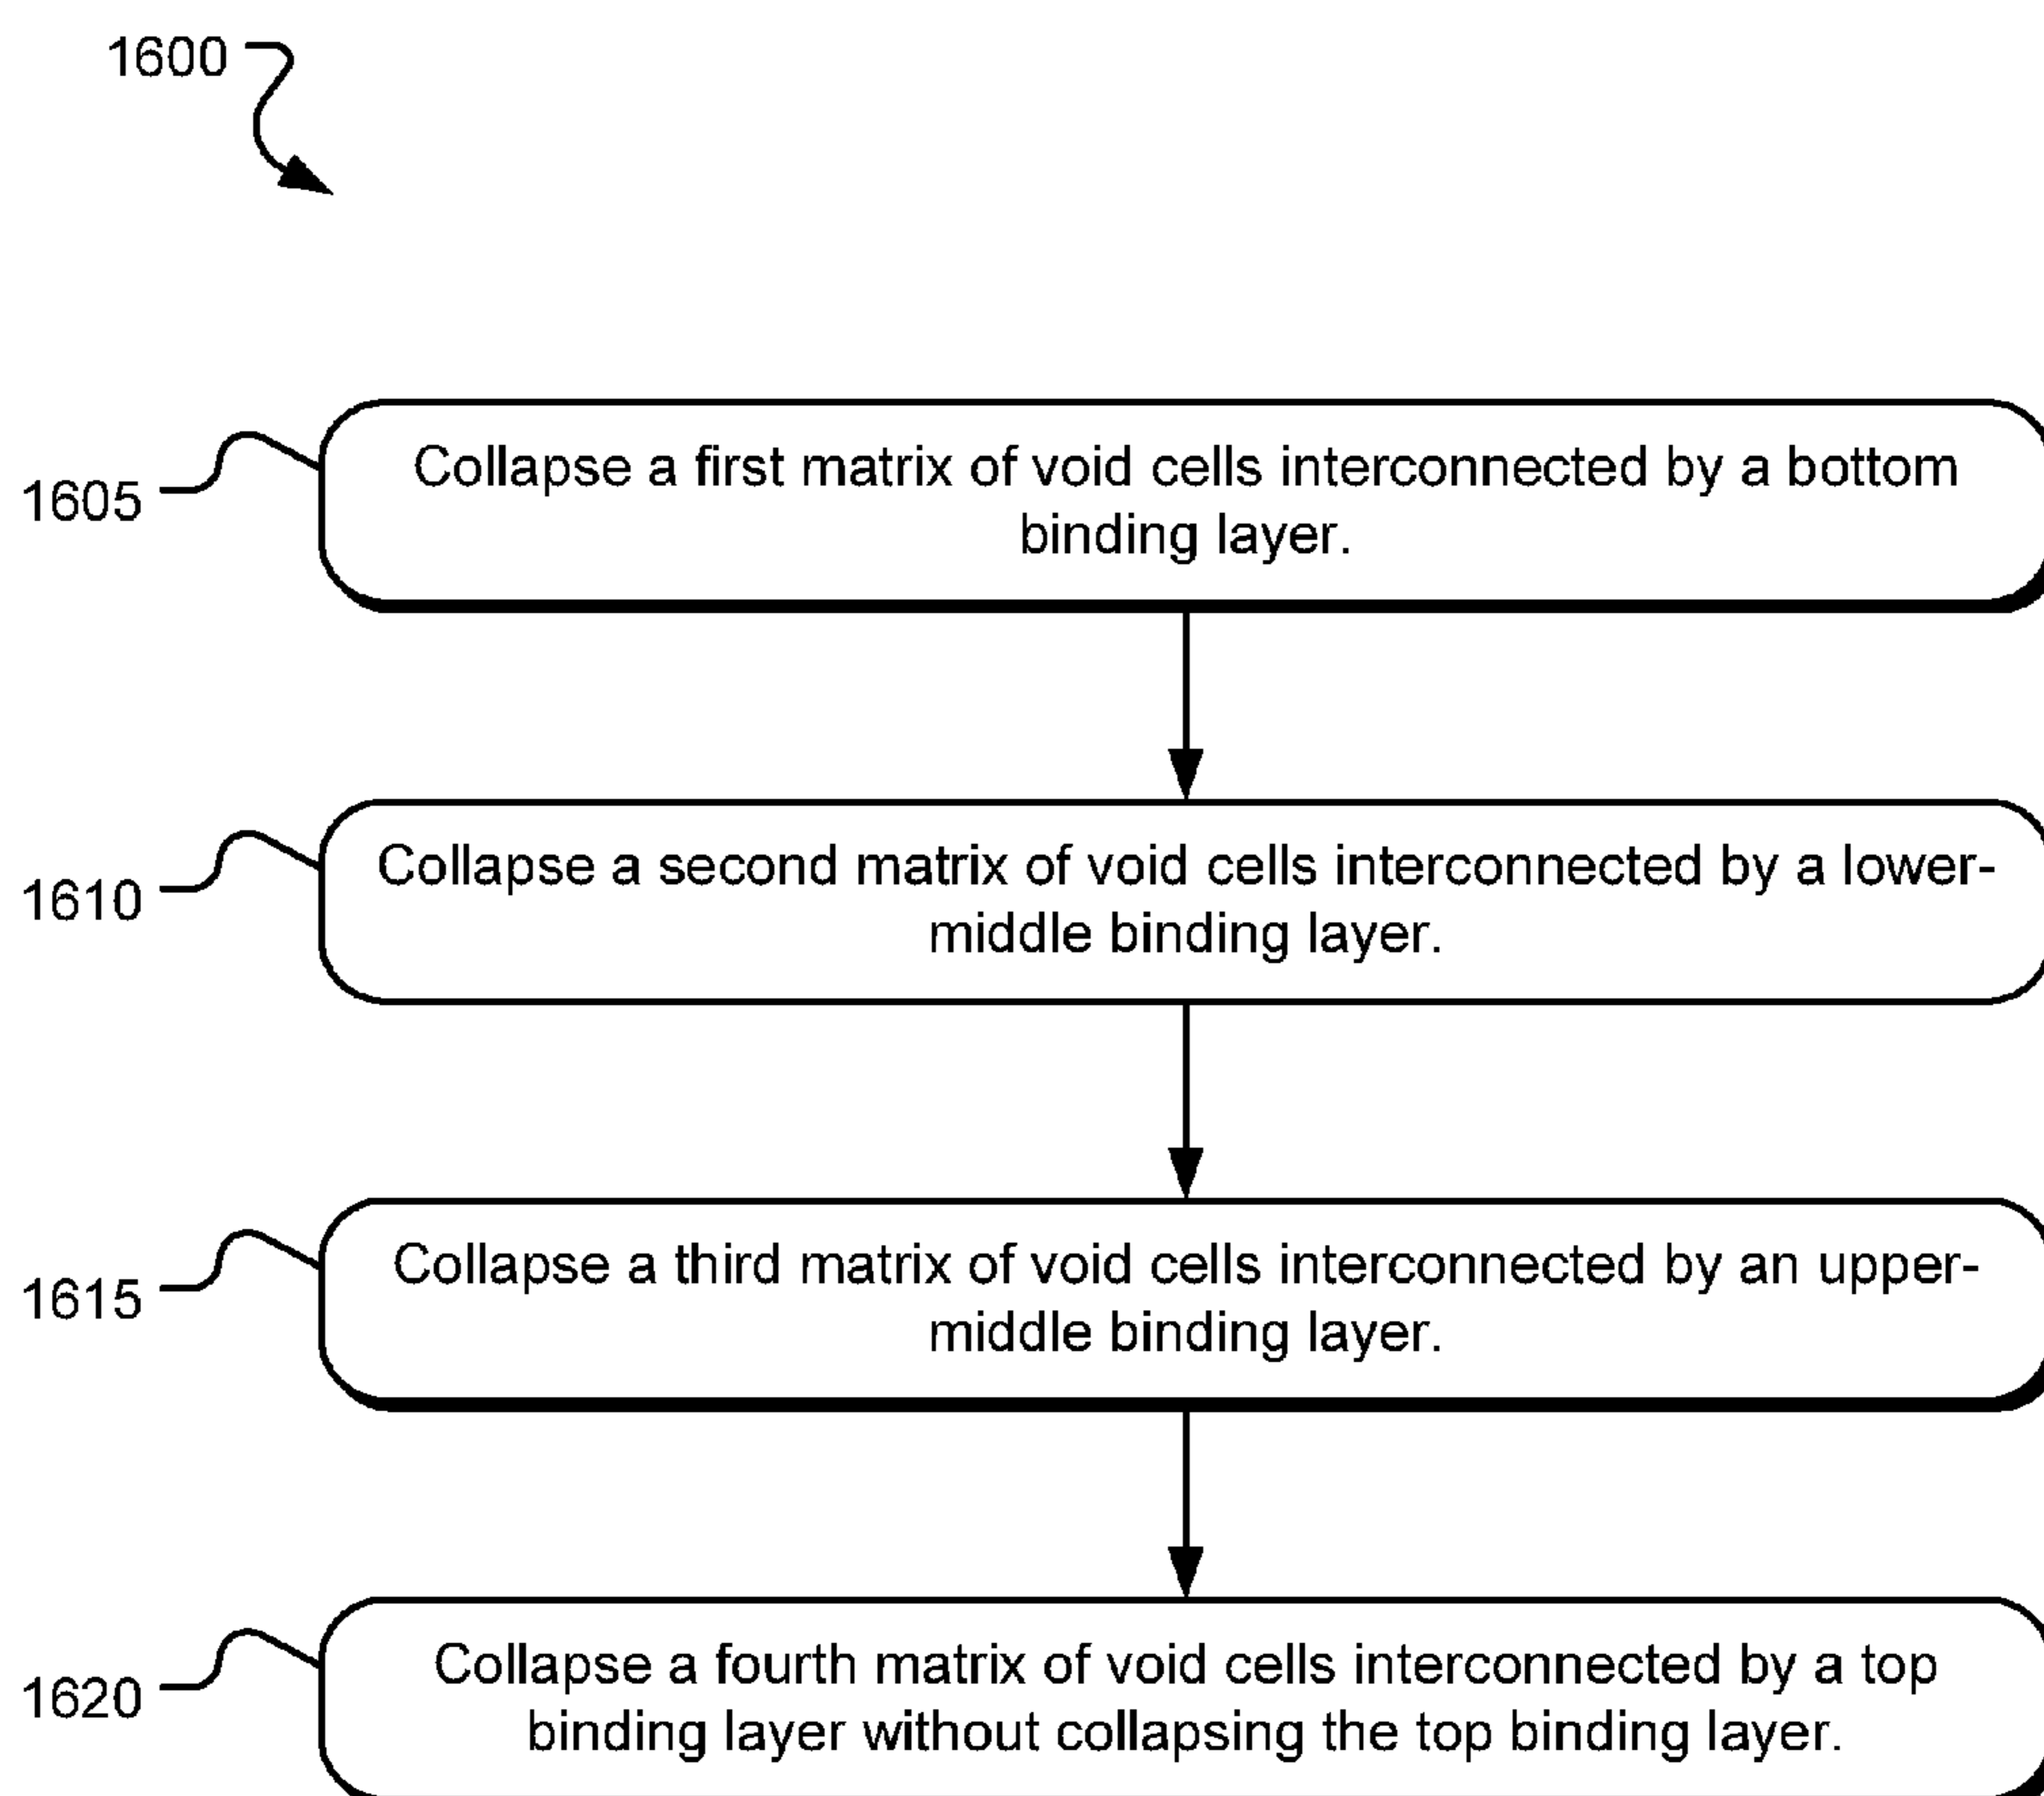 1600
1605
Collapse a first matrix of void cells interconnected by a bottom
binding layer.
1610
Collapse a second matrix of void cells interconnected by a lower-
middle binding layer.
1615
Collapse a third matrix of void cells interconnected by an upper-
middle binding layer.
1620
Collapse a fourth matrix of void cells interconnected by a top
binding layer without collapsing the top binding layer.